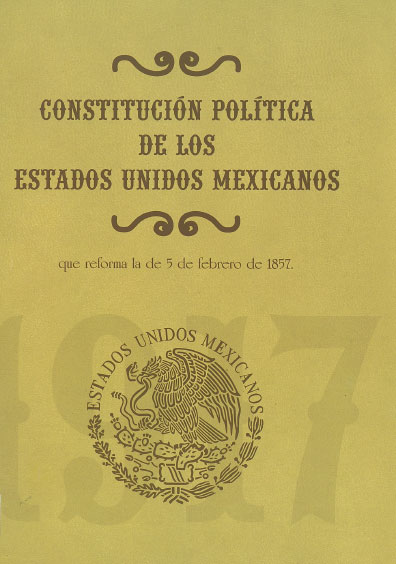 CONSTITUCIÓN POLÍTICA
DE LOS
ESTADOS UNIDOS MEXICANOS
que reforma la de 5 de febrero de 1857.
1917
ESTADOS UNIDOS MEXICANOS